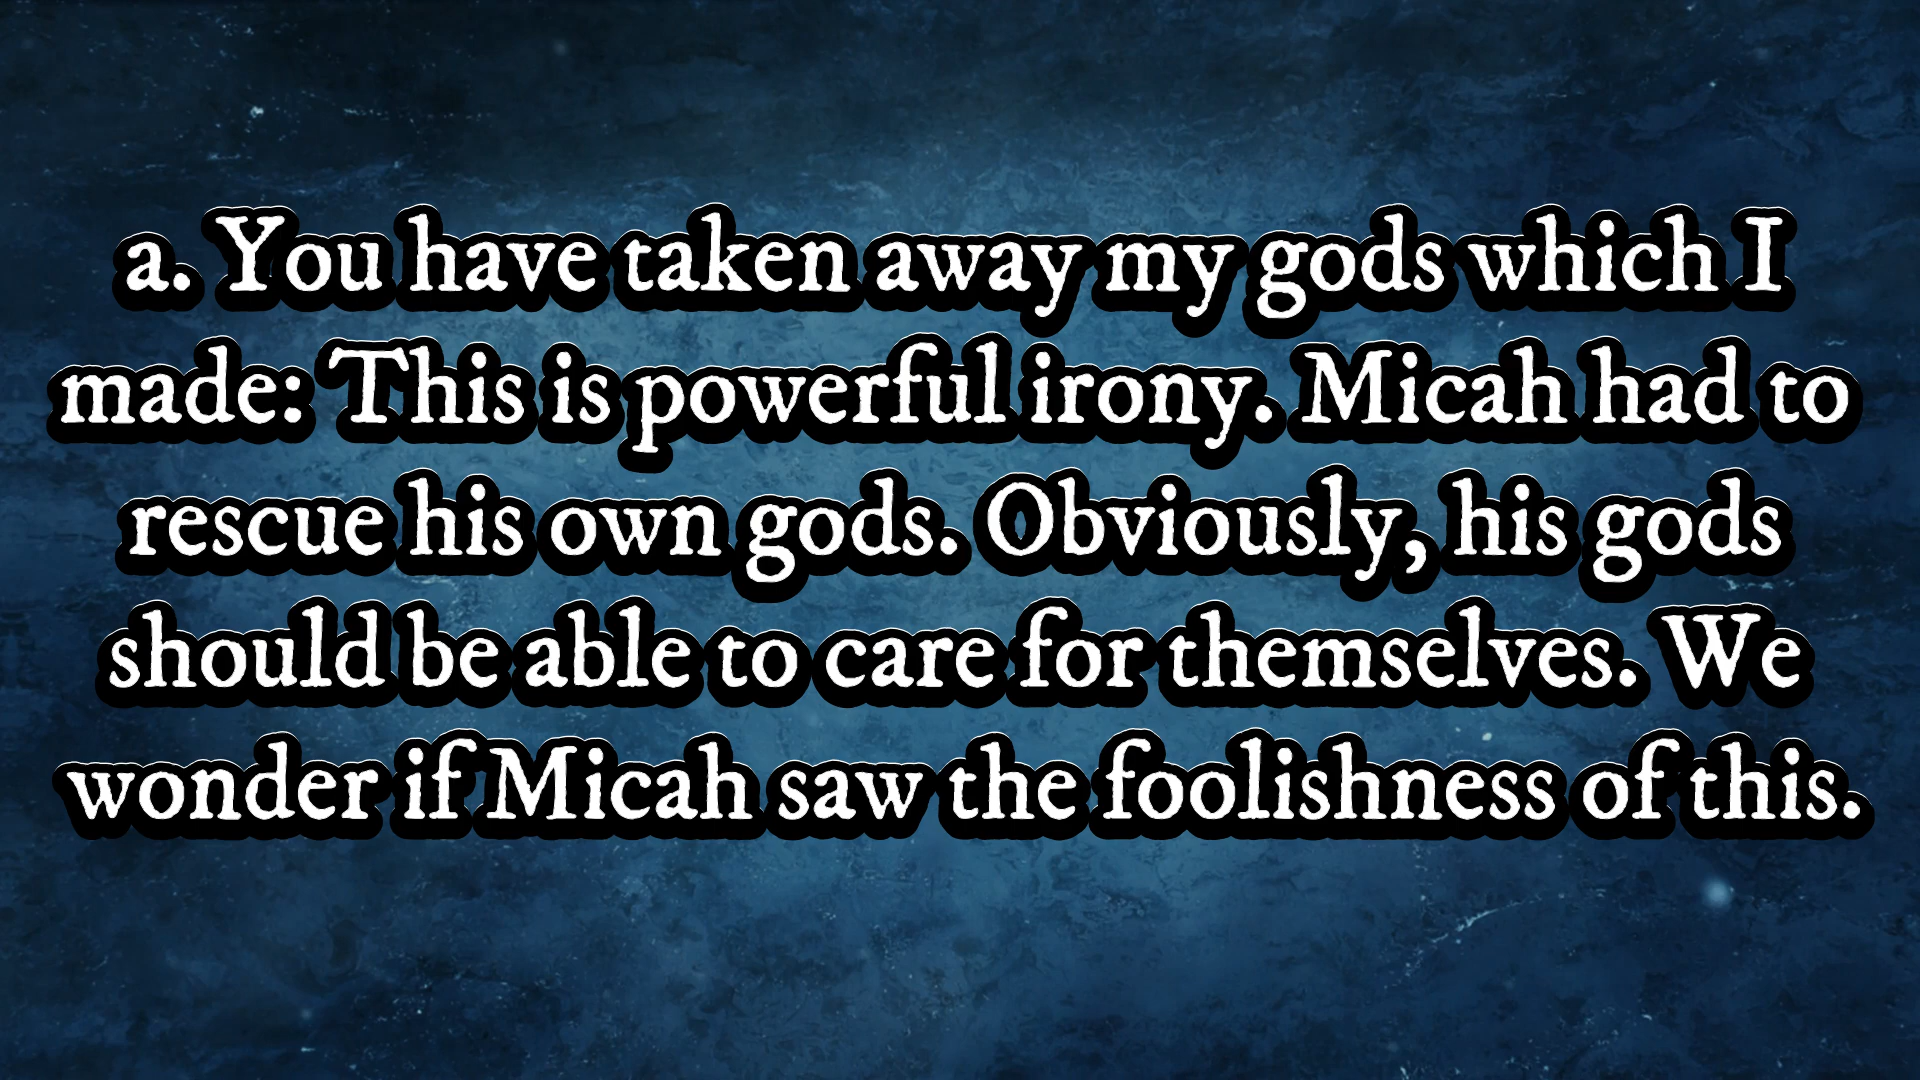 a. You have taken away my gods which I
made: This is powerful irony. Micah had to
rescue his own gods. Obviously, his gods
should be able to care for themselves. We
wonder if Micah saw the foolishness of this.